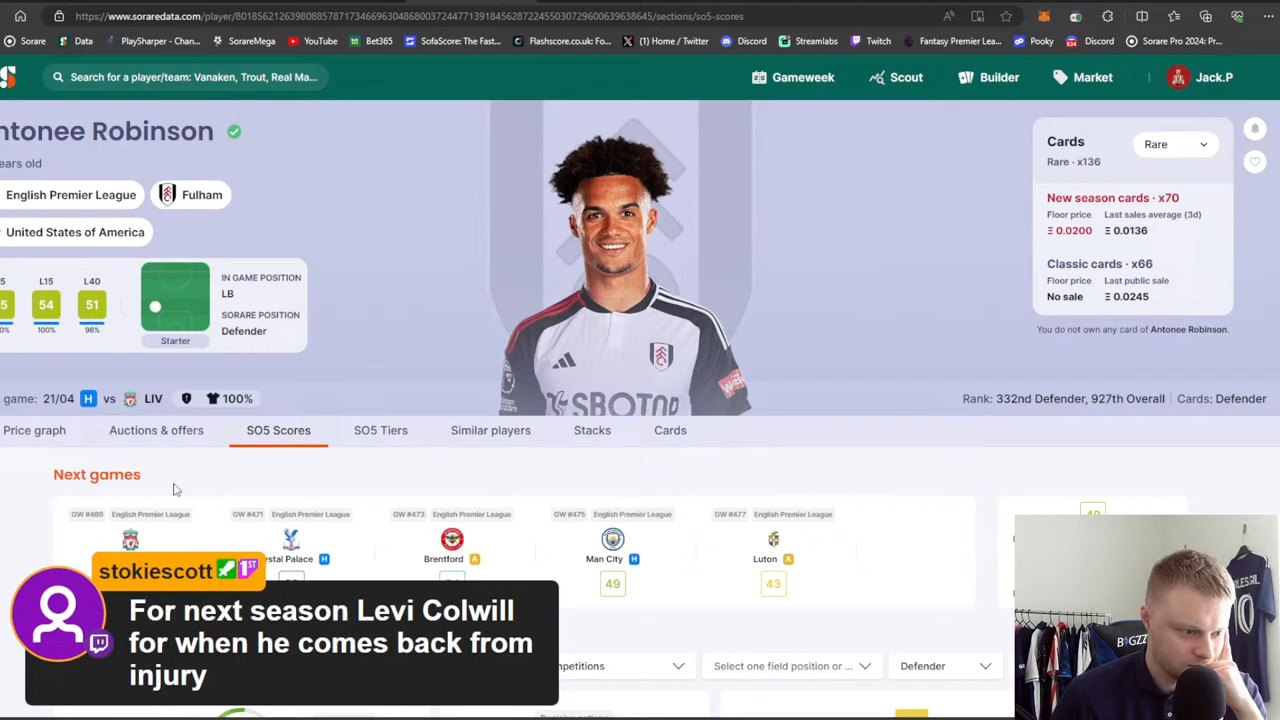 https://www.soraredata.com/player/80185621263980885787173466963048680037244771391845628722455030729600639638645/sections/so5-scores
Sorare
Data
PlaySharper - Chan...
SorareMega
YouTube
Bet365
SofaScore: The Fast...
Flashscore.co.uk: Fo...
(1) Home / Twitter
Discord
Streamlabs
Twitch
Fantasy Premier Lea...
Pooky
Discord
Sorare Pro 2024: Pr...
Search for a player/team: Vanaken, Trout, Real Ma...
Gameweek
Scout
Builder
Market
Jack.P
ntonee Robinson
ears old
English Premier League
Fulham
United States of America
5
L15
L40
5
54
51
0%
100%
98%
Starter
IN GAME POSITION
LB
SORARE POSITION
Defender
SBOTOP
Cards
Rare · x136
Rare
New season cards · x70
Floor price
Last sales average (3d)
Ξ 0.0200
Ξ 0.0136
Classic cards · x66
Floor price
Last public sale
No sale
Ξ 0.0245
You do not own any card of Antonee Robinson.
game: 21/04 H vs LIV 100%
Rank: 332nd Defender, 927th Overall
Cards: Defender
Price graph
Auctions & offers
SO5 Scores
SO5 Tiers
Similar players
Stacks
Cards
Next games
GW #469 English Premier League
GW #471 English Premier League
GW #473 English Premier League
GW #475 English Premier League
GW #477 English Premier League
stal Palace H
Brentford A
Man City H
Luton A
49
43
stokiescott
1ST
For next season Levi Colwill
for when he comes back from
injury
mpetitions
Select one field position or ...
Defender